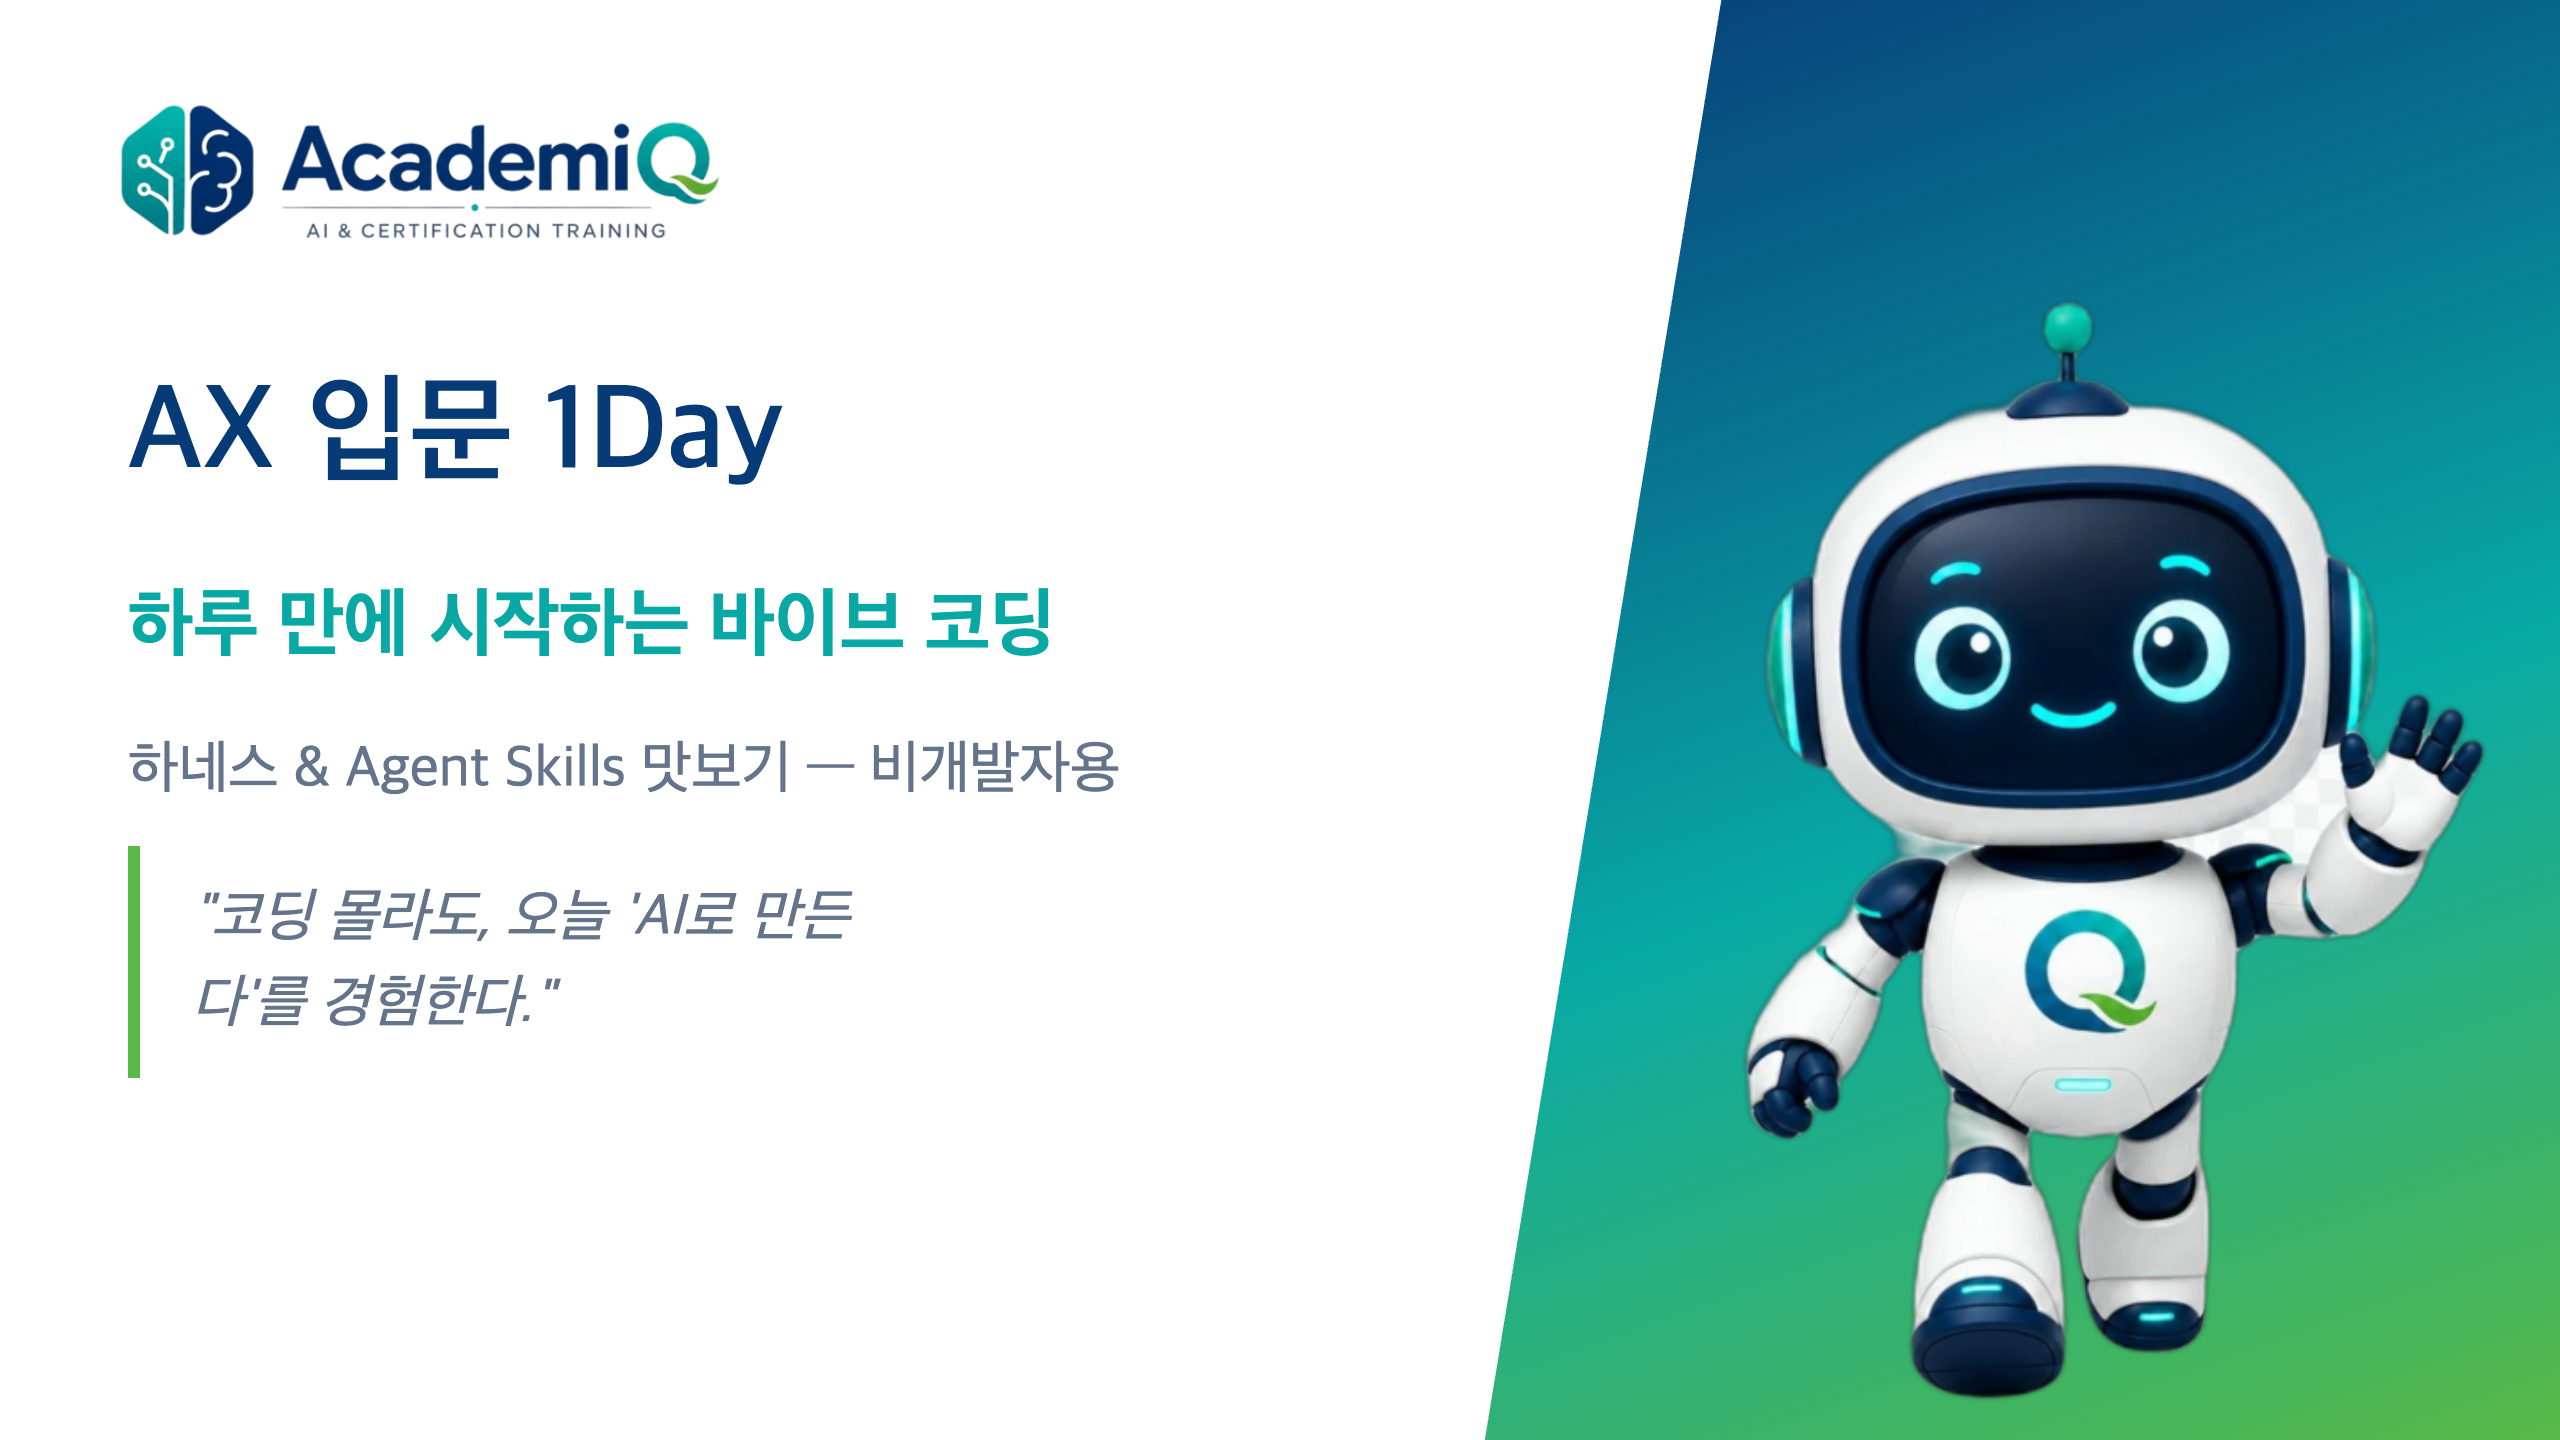 AcademiQ
AI & CERTIFICATION TRAINING
AX 입문 1Day
하루 만에 시작하는 바이브 코딩
하네스 & Agent Skills 맛보기 — 비개발자용
"코딩 몰라도, 오늘 'AI로 만든
다'를 경험한다."
Q